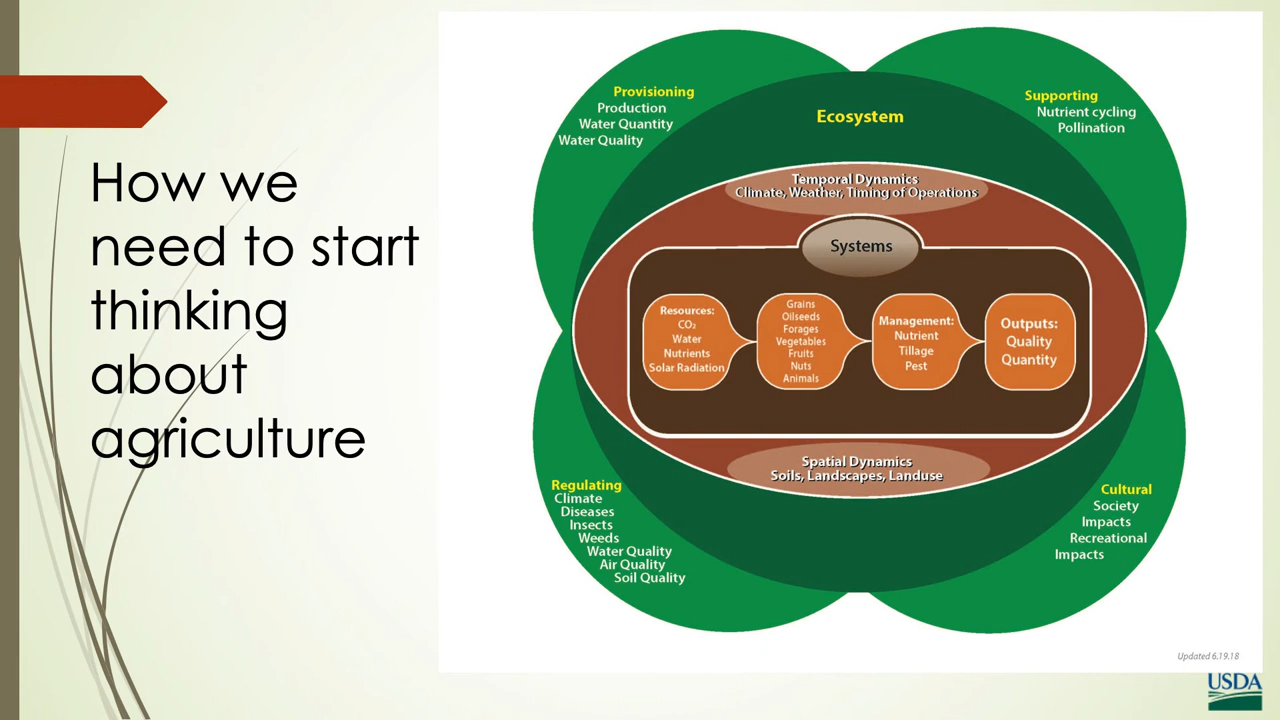 How we
need to start
thinking
about
agriculture
Provisioning
Production
Water Quantity
Water Quality
Supporting
Nutrient cycling
Pollination
Ecosystem
Temporal Dynamics
Climate, Weather, Timing of Operations
Systems
Resources:
CO₂
Water
Nutrients
Solar Radiation
Grains
Oilseeds
Forages
Vegetables
Fruits
Nuts
Animals
Management:
Nutrient
Tillage
Pest
Outputs:
Quality
Quantity
Spatial Dynamics
Soils, Landscapes, Landuse
Regulating
Climate
Diseases
Insects
Weeds
Water Quality
Air Quality
Soil Quality
Cultural
Society
Impacts
Recreational
Impacts
Updated 6.19.18
USDA